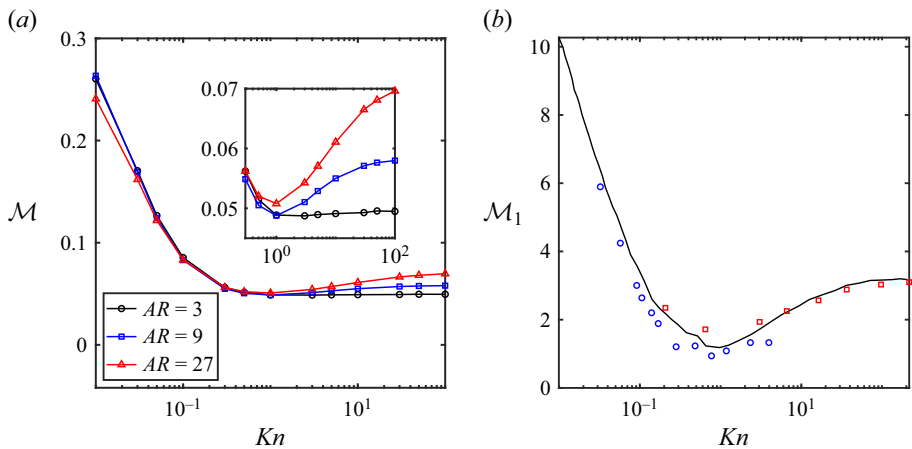 (a)
0.3
0.2
0.1
0
ℳ
0.07
0.06
0.05
10⁰
10²
AR = 3
AR = 9
AR = 27
10⁻¹
10¹
Kn
(b)
10
8
6
4
2
0
ℳ₁
10⁻¹
10¹
Kn